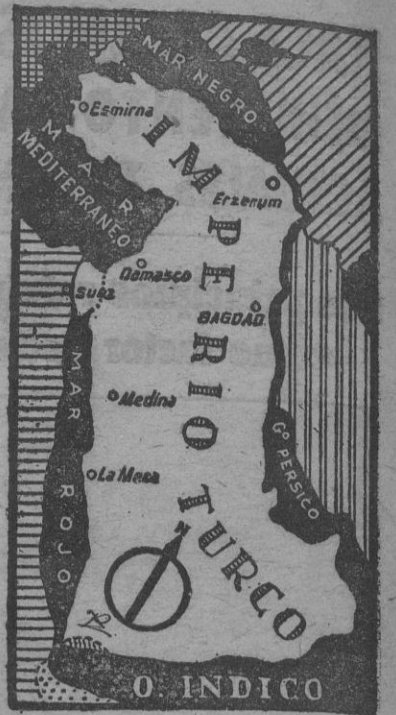 MAR NEGRO
Esmirna
MAR MEDITERRANEO
IMPERIO TURCO
Erzerum
Damasco
Suez
BAGDAD
MAR ROJO
Medina
Gº PERSICO
La Meca
N
O. INDICO